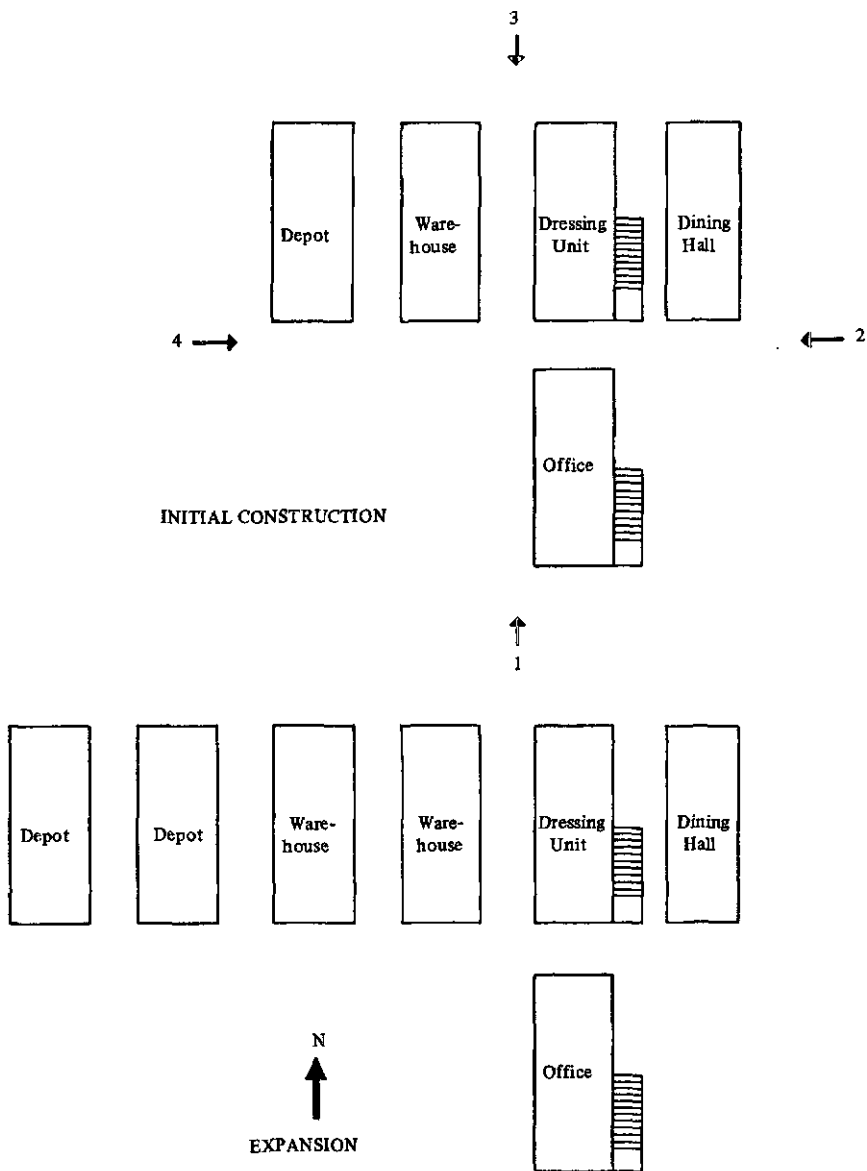 3
Depot
Ware-
house
Dressing
Unit
Dining
Hall
4
2
Office
INITIAL CONSTRUCTION
1
Depot
Depot
Ware-
house
Ware-
house
Dressing
Unit
Dining
Hall
N
Office
EXPANSION